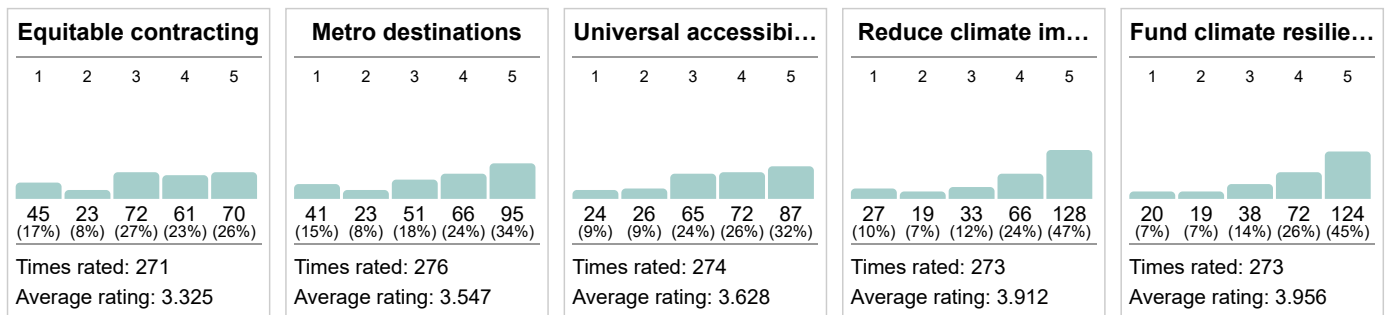 Equitable contracting
1 2 3 4 5
45 23 72 61 70
(17%) (8%) (27%) (23%) (26%)
Times rated: 271
Average rating: 3.325
Metro destinations
1 2 3 4 5
41 23 51 66 95
(15%) (8%) (18%) (24%) (34%)
Times rated: 276
Average rating: 3.547
Universal accessibi...
1 2 3 4 5
24 26 65 72 87
(9%) (9%) (24%) (26%) (32%)
Times rated: 274
Average rating: 3.628
Reduce climate im...
1 2 3 4 5
27 19 33 66 128
(10%) (7%) (12%) (24%) (47%)
Times rated: 273
Average rating: 3.912
Fund climate resilie...
1 2 3 4 5
20 19 38 72 124
(7%) (7%) (14%) (26%) (45%)
Times rated: 273
Average rating: 3.956